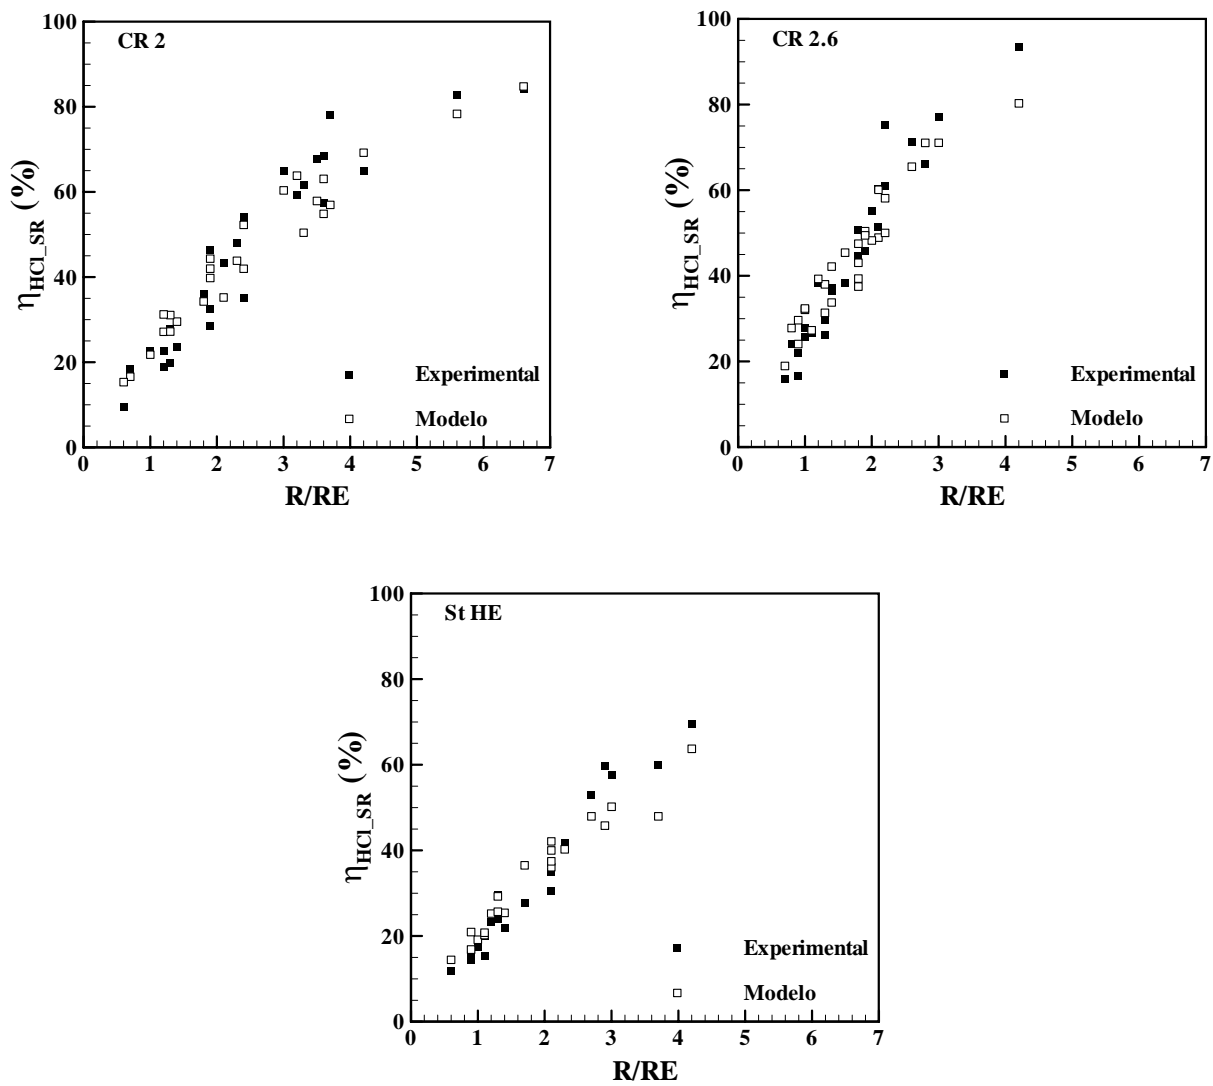 CR 2
η_HCl_SR (%)
100
80
60
40
20
0
Experimental
Modelo
0 1 2 3 4 5 6 7
R/RE
CR 2.6
η_HCl_SR (%)
100
80
60
40
20
0
Experimental
Modelo
0 1 2 3 4 5 6 7
R/RE
St HE
η_HCl_SR (%)
100
80
60
40
20
0
Experimental
Modelo
0 1 2 3 4 5 6 7
R/RE